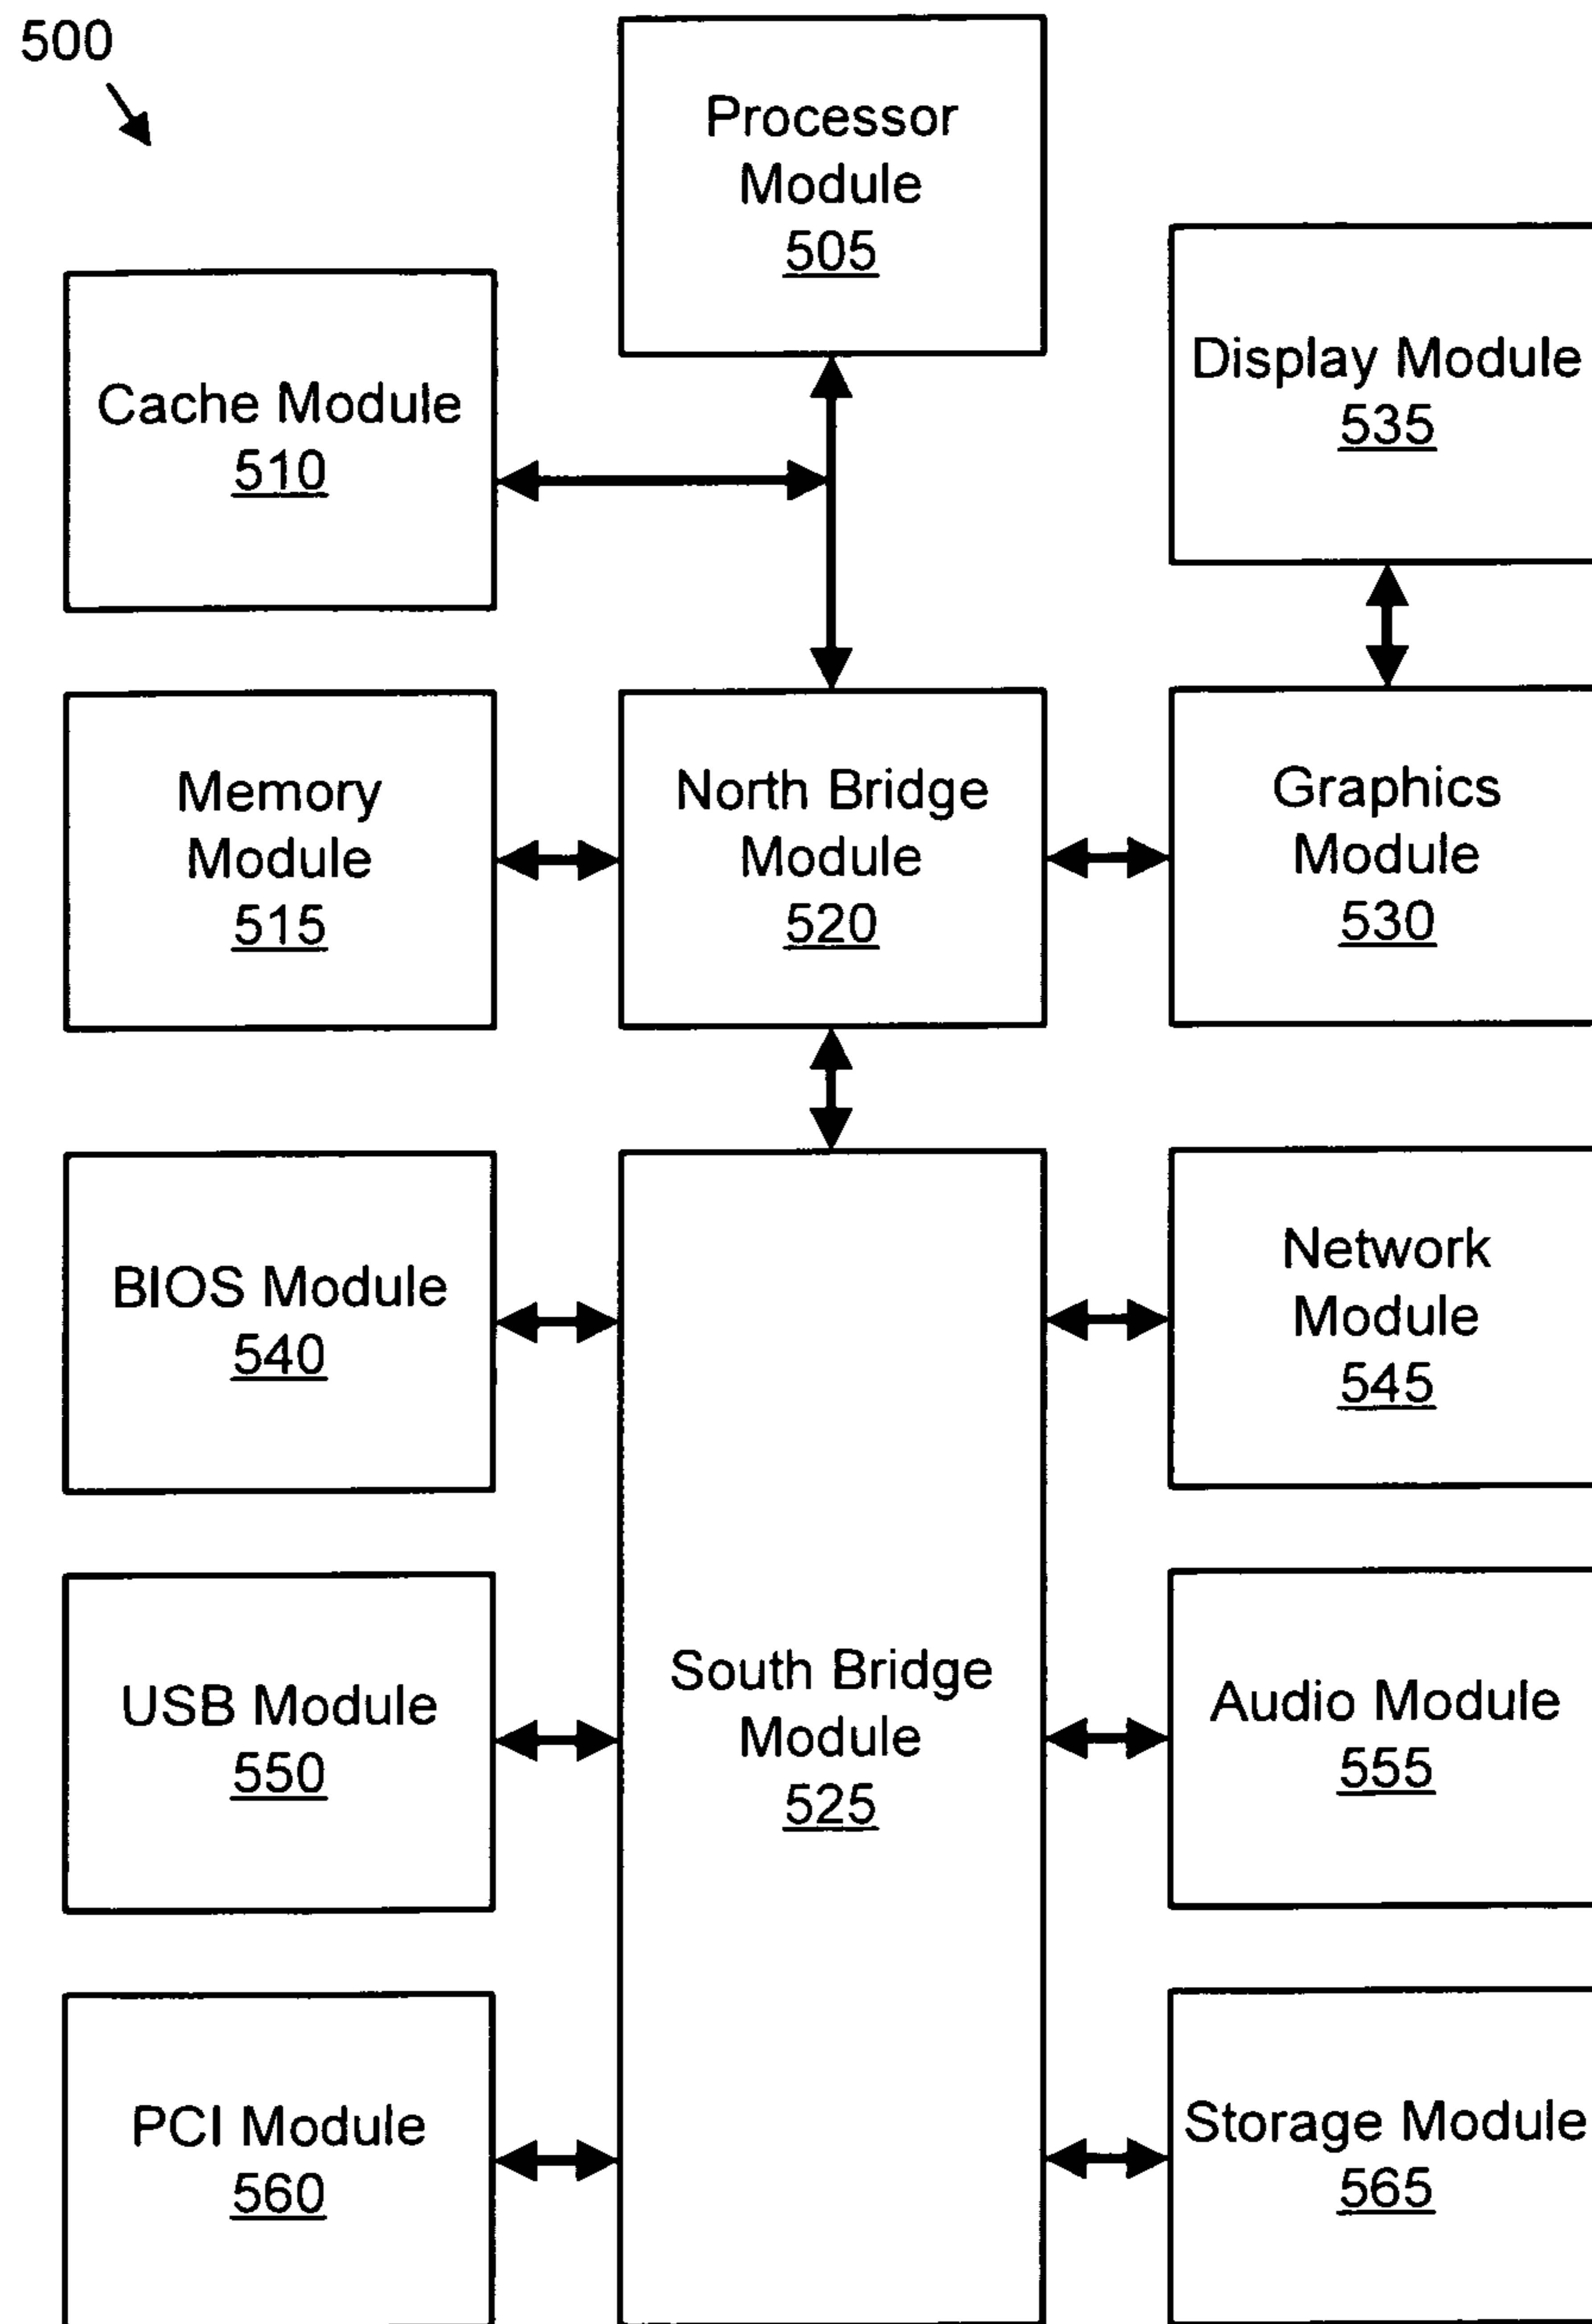 500
Processor
Module
505
Cache Module
510
Display Module
535
Memory
Module
515
North Bridge
Module
520
Graphics
Module
530
BIOS Module
540
Network
Module
545
USB Module
550
South Bridge
Module
525
Audio Module
555
PCI Module
560
Storage Module
565